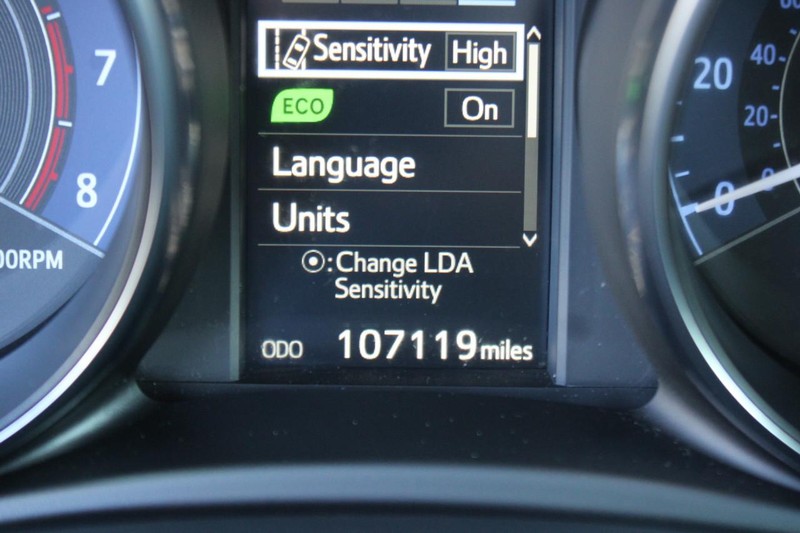 Sensitivity High
ECO On
Language
Units
:Change LDA
Sensitivity
ODO 107119 miles
7
8
00RPM
20
0
40
20
0